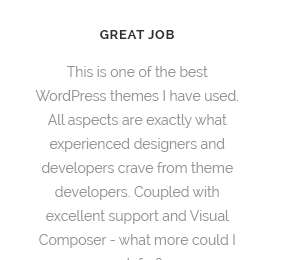 GREAT JOB
This is one of the best
WordPress themes I have used.
All aspects are exactly what
experienced designers and
developers crave from theme
developers. Coupled with
excellent support and Visual
Composer - what more could I